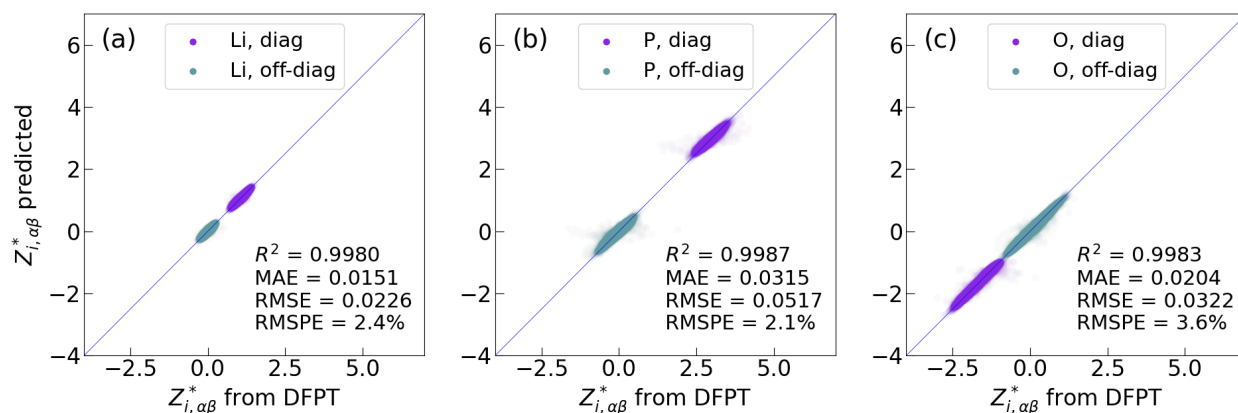 (a)
Li, diag
Li, off-diag
6
4
2
0
−2
−4
Z*i,αβ predicted
R² = 0.9980
MAE = 0.0151
RMSE = 0.0226
RMSPE = 2.4%
−2.5 0.0 2.5 5.0
Z*i,αβ from DFPT
(b)
P, diag
P, off-diag
6
4
2
0
−2
−4
R² = 0.9987
MAE = 0.0315
RMSE = 0.0517
RMSPE = 2.1%
−2.5 0.0 2.5 5.0
Z*i,αβ from DFPT
(c)
O, diag
O, off-diag
6
4
2
0
−2
−4
R² = 0.9983
MAE = 0.0204
RMSE = 0.0322
RMSPE = 3.6%
−2.5 0.0 2.5 5.0
Z*i,αβ from DFPT